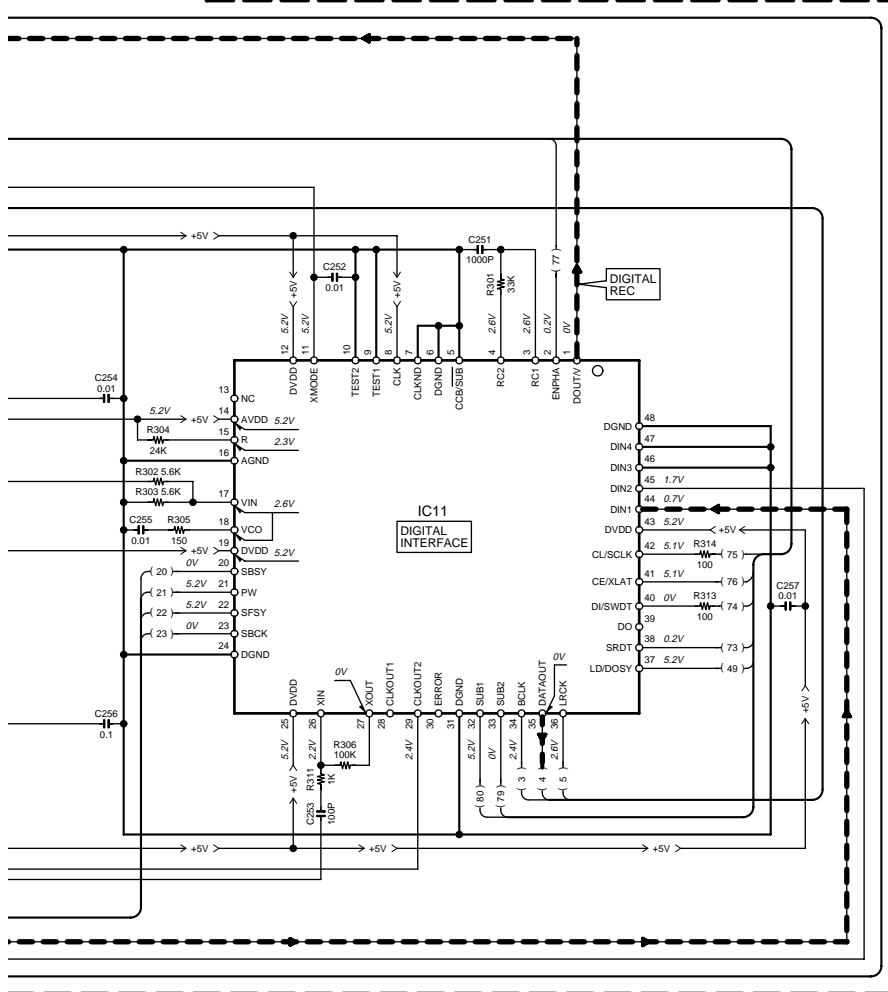 +5V
C251
1000P
C252
0.01
R301
33K
(77)
DIGITAL
REC
+5V
+5V
5.2V
5.2V
5.2V
2.6V
2.6V
0.2V
0V
12
11
10
9
8
7
6
5
4
3
2
1
DVDD
XMODE
TEST2
TEST1
CLK
CLKND
DGND
CCB/SUB
RC2
RC1
ENPHA
DOUT/V
C254
0.01
13
NC
5.2V
+5V
14
AVDD
5.2V
R304
24K
15
R
2.3V
16
AGND
R302 5.6K
R303 5.6K
17
VIN
2.6V
C255
0.01
R305
150
18
VCO
+5V
19
DVDD
5.2V
(20)
0V
20
SBSY
(21)
5.2V
21
PW
(22)
5.2V
22
SFSY
(23)
0V
23
SBCK
24
DGND
IC11
DIGITAL
INTERFACE
DGND
48
DIN4
47
DIN3
46
DIN2
45
1.7V
DIN1
44
0.7V
DVDD
43
5.2V
+5V
CL/SCLK
42
5.1V
R314
100
(75)
CE/XLAT
41
5.1V
(76)
DI/SWDT
40
0V
R313
100
(74)
C257
0.01
DO
39
SRDT
38
0.2V
(73)
LD/DOSY
37
5.2V
(49)
0V
0V
DVDD
XIN
XOUT
CLKOUT1
CLKOUT2
ERROR
DGND
SUB1
SUB2
BCLK
DATAOUT
LRCK
25
26
27
28
29
30
31
32
33
34
35
36
5.2V
2.2V
2.4V
5.2V
0V
2.4V
2.6V
C256
0.1
R306
100K
R311
1K
C253
100P
+5V
(80)
(79)
(3)
(4)
(5)
+5V
+5V
+5V
+5V